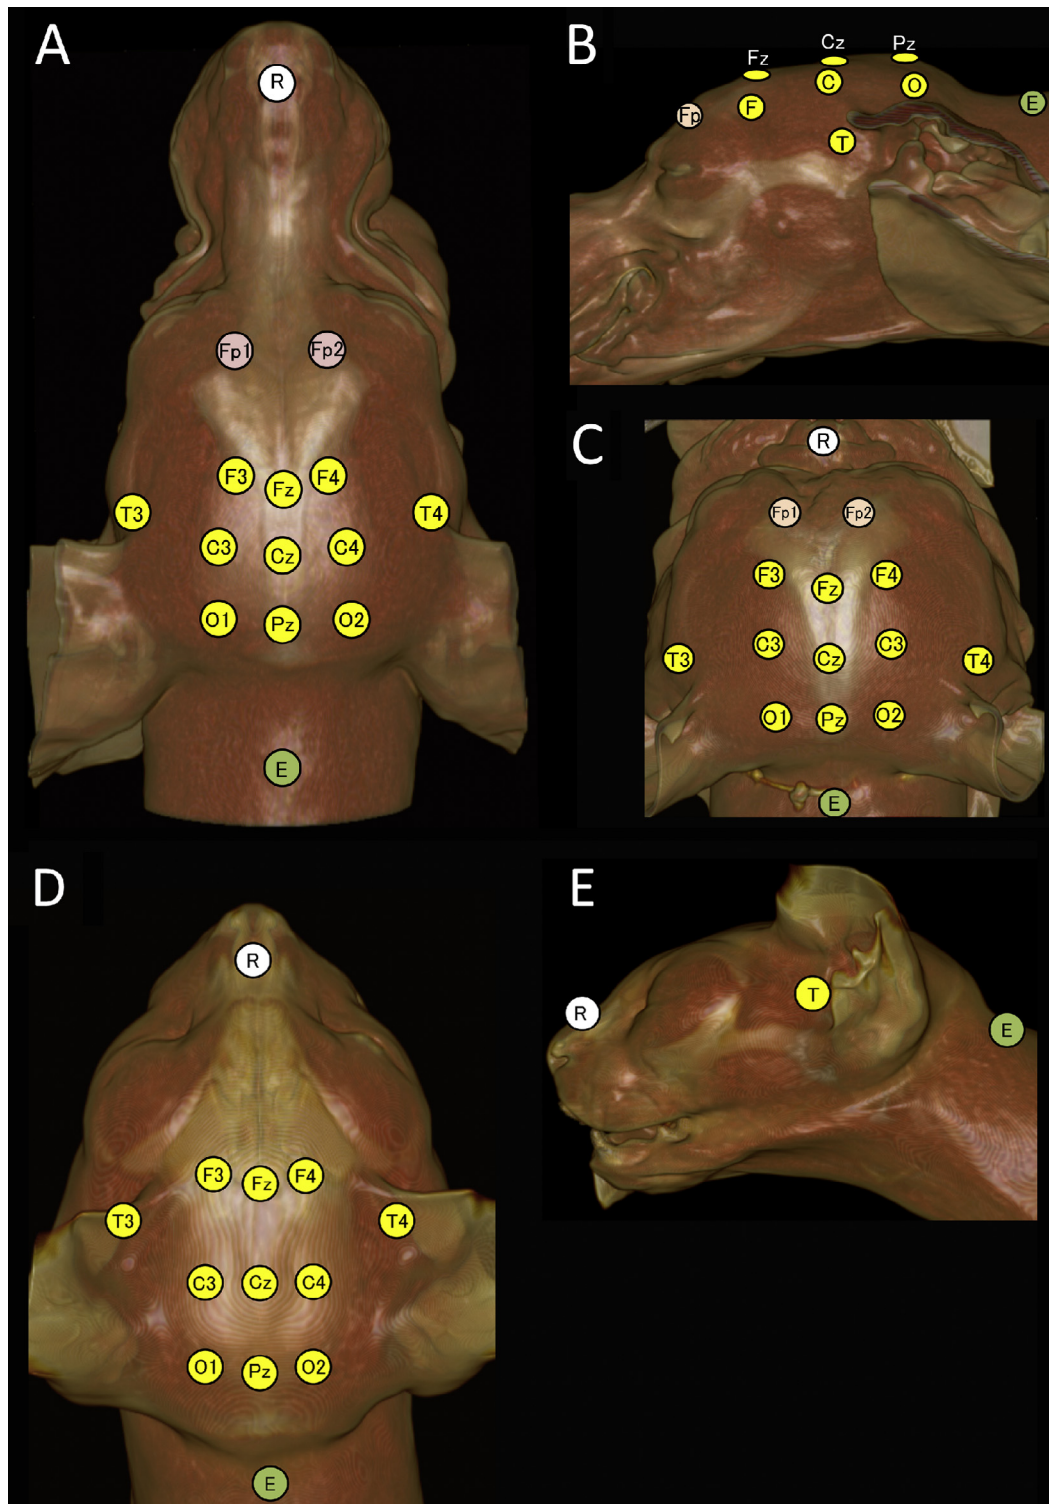 A
R
Fp1 Fp2
F3 Fz F4
T3 T4
C3 Cz C4
O1 Pz O2
E
B
Fz Cz Pz
Fp F C O E
T
C
R
Fp1 Fp2
F3 Fz F4
C3 Cz C3
T3 T4
O1 Pz O2
E
D
R
F3 Fz F4
T3 T4
C3 Cz C4
O1 Pz O2
E
E
T
R
E